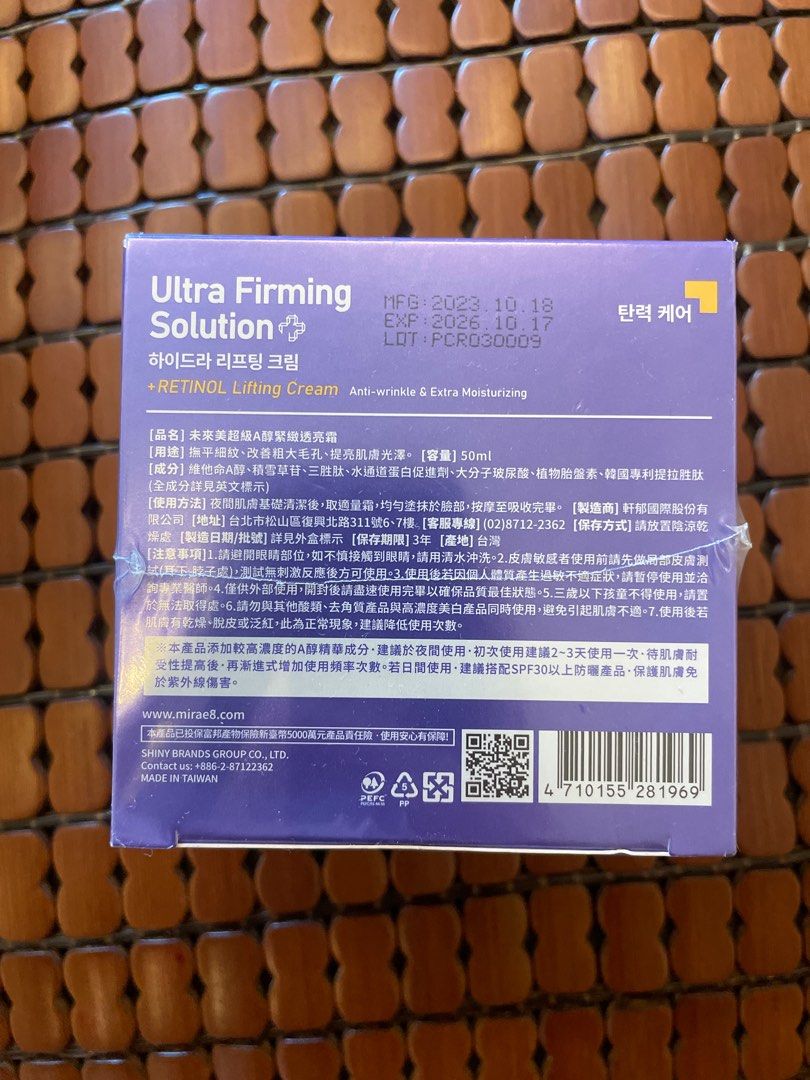 Ultra Firming
Solution
하이드라 리프팅 크림
+RETINOL Lifting Cream Anti-wrinkle & Extra Moisturizing
MFG:2023.10.18
EXP:2026.10.17
LOT:PCR030009
탄력 케어
[品名] 未來美超級A醇緊緻透亮霜
[用途] 撫平細紋、改善粗大毛孔、提亮肌膚光澤。 [容量] 50ml
[成分] 維他命A醇、積雪草苷、三胜肽、水通道蛋白促進劑、大分子玻尿酸、植物胎盤素、韓國專利提拉胜肽
(全成分詳見英文標示)
[使用方法] 夜間肌膚基礎清潔後,取適量霜,均勻塗抹於臉部,按摩至吸收完畢。 [製造商] 軒郁國際股份有
限公司 [地址] 台北市松山區復興北路311號6、7樓 [客服專線] (02)8712-2362 [保存方式] 請放置陰涼乾
燥處 [製造日期/批號] 詳見外盒標示 [保存期限] 3年 [產地] 台灣
[注意事項]1.請避開眼睛部位,如不慎接觸到眼睛,請用清水沖洗。2.皮膚敏感者使用前請先做局部皮膚測
試(耳下、脖子處),測試無刺激反應後方可使用。3.使用後若因個人體質產生過敏不適症狀,請暫停使用並洽
詢專業醫師。4.僅供外部使用,開封後請盡速使用完畢以確保品質最佳狀態。5.三歲以下孩童不得使用,請置
於無法取得處。6.請勿與其他酸類、去角質產品與高濃度美白產品同時使用,避免引起肌膚不適。7.使用後若
肌膚有乾燥、脫皮或泛紅,此為正常現象,建議降低使用次數。
※本產品添加較高濃度的A醇精華成分,建議於夜間使用,初次使用建議2~3天使用一次,待肌膚耐
受性提高後,再漸進式增加使用頻率次數。若日間使用,建議搭配SPF30以上防曬產品,保護肌膚免
於紫外線傷害。
www.mirae8.com
本產品已投保富邦產物保險新臺幣5000萬元產品責任險,使用安心有保障!
SHINY BRANDS GROUP CO., LTD.
Contact us: +886-2-87122362
MADE IN TAIWAN
PEFC
5
PP
4 710155 281969